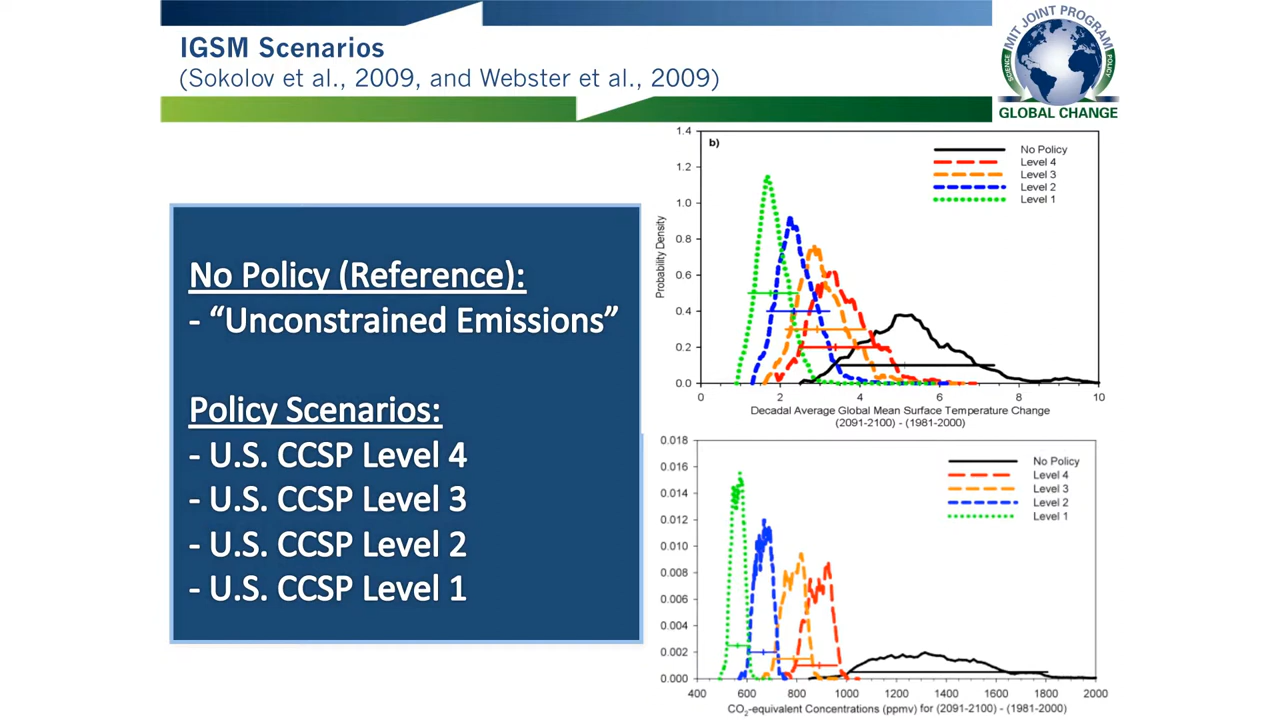 IGSM Scenarios
(Sokolov et al., 2009, and Webster et al., 2009)
MIT JOINT PROGRAM
SCIENCE
POLICY
GLOBAL CHANGE
No Policy (Reference):
- “Unconstrained Emissions”
Policy Scenarios:
- U.S. CCSP Level 4
- U.S. CCSP Level 3
- U.S. CCSP Level 2
- U.S. CCSP Level 1
b)
No Policy
Level 4
Level 3
Level 2
Level 1
Probability Density
1.4
1.2
1.0
0.8
0.6
0.4
0.2
0.0
0 2 4 6 8 10
Decadal Average Global Mean Surface Temperature Change
(2091-2100) - (1981-2000)
No Policy
Level 4
Level 3
Level 2
Level 1
0.018
0.016
0.014
0.012
0.010
0.008
0.006
0.004
0.002
0.000
400 600 800 1000 1200 1400 1600 1800 2000
CO2-equivalent Concentrations (ppmv) for (2091-2100) - (1981-2000)